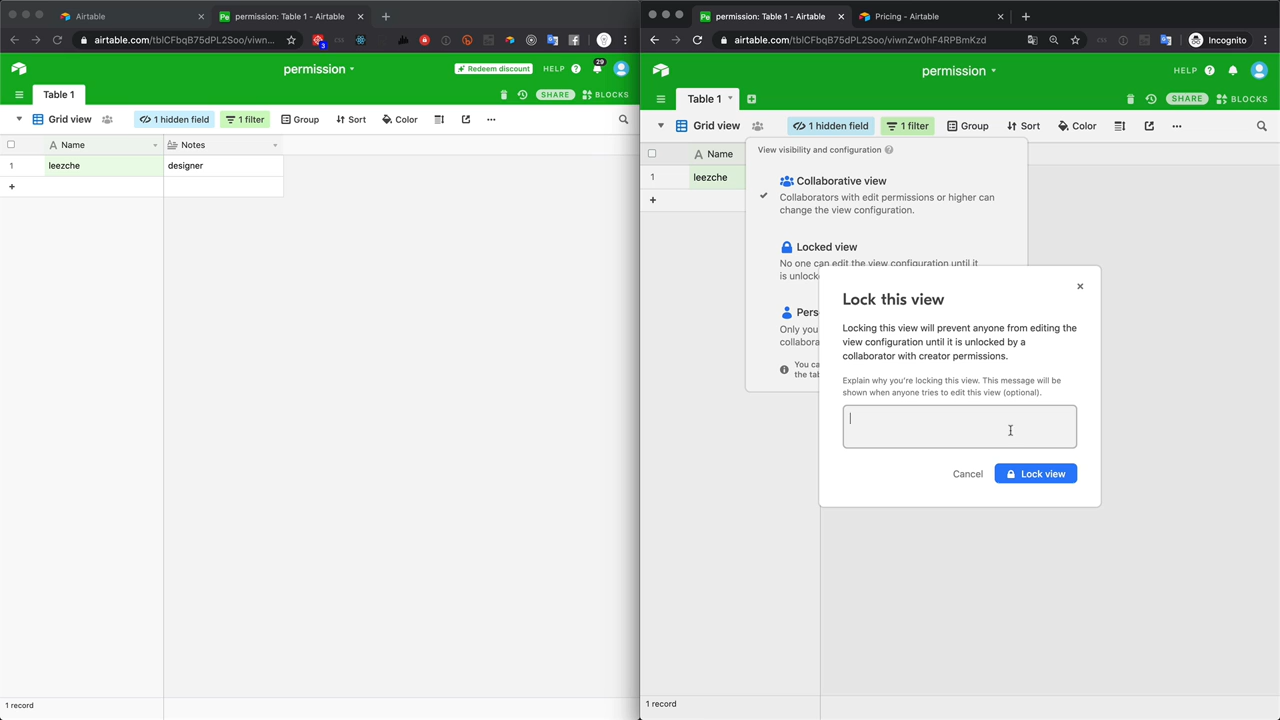 Airtable
permission: Table 1 - Airtable
airtable.com/tblCFbqB75dPL2Soo/viwn...
3
permission
Redeem discount
HELP
29
Table 1
SHARE
BLOCKS
Grid view
1 hidden field
1 filter
Group
Sort
Color
Name
Notes
1
leezche
designer
1 record
permission: Table 1 - Airtable
Pricing - Airtable
airtable.com/tblCFbqB75dPL2Soo/viwnZw0hF4RPBmKzd
Incognito
permission
HELP
Table 1
SHARE
BLOCKS
Grid view
1 hidden field
1 filter
Group
Sort
Color
Name
1
leezche
View visibility and configuration
Collaborative view
Collaborators with edit permissions or higher can
change the view configuration.
Locked view
No one can edit the view configuration until it
is unlocke
Pers
Only you
collabora
You ca
the tab
Lock this view
Locking this view will prevent anyone from editing the
view configuration until it is unlocked by a
collaborator with creator permissions.
Explain why you're locking this view. This message will be
shown when anyone tries to edit this view (optional).
Cancel
Lock view
1 record